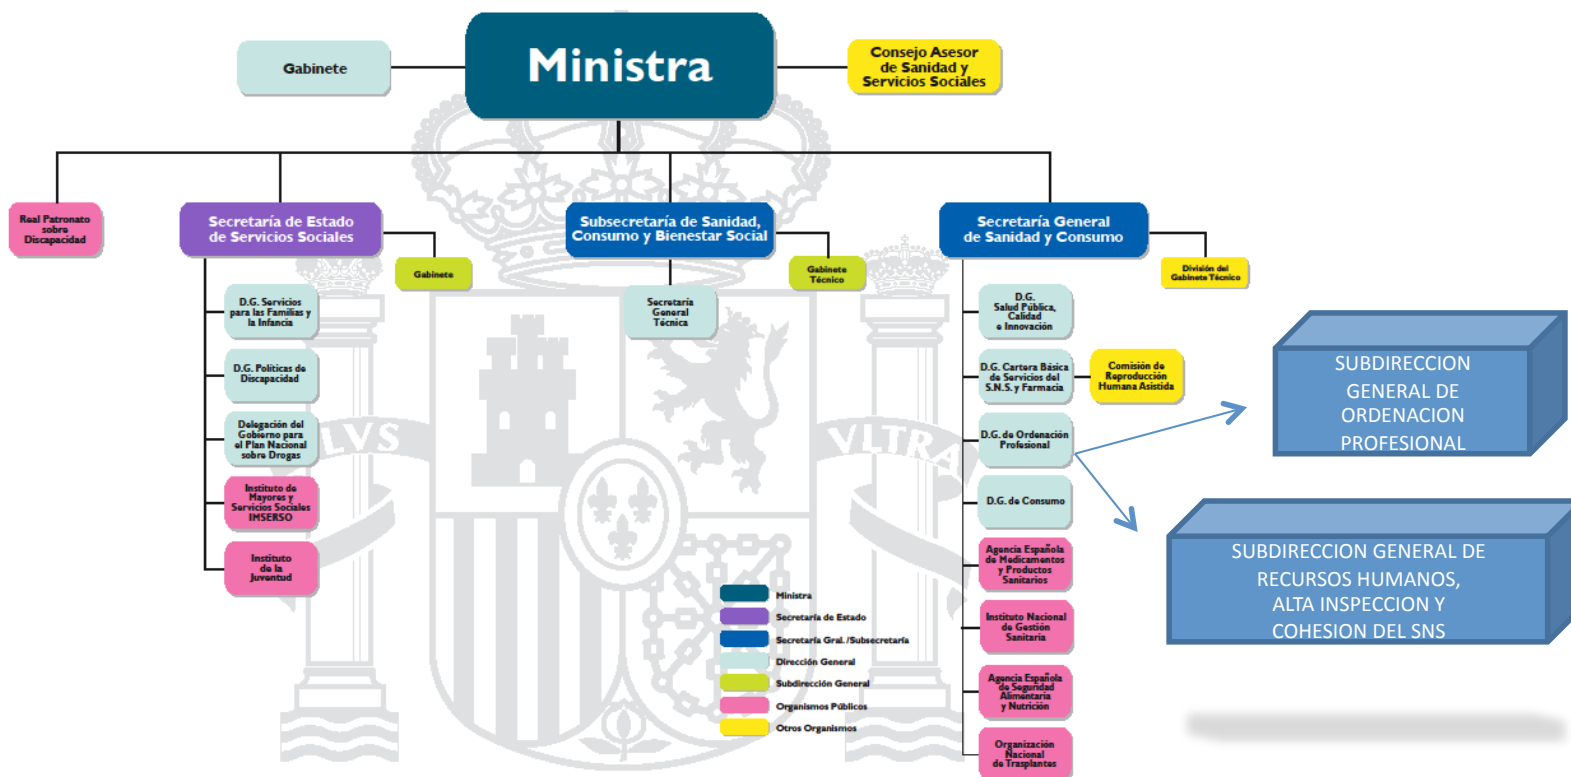 Gabinete
Ministra
Consejo Asesor
de Sanidad y
Servicios Sociales
Real Patronato
sobre
Discapacidad
Secretaría de Estado
de Servicios Sociales
Gabinete
Subsecretaría de Sanidad,
Consumo y Bienestar Social
Gabinete
Técnico
Secretaría General
de Sanidad y Consumo
División del
Gabinete Técnico
D.G. Servicios
para las Familias y
la Infancia
D.G. Políticas de
Discapacidad
Delegación del
Gobierno para
el Plan Nacional
sobre Drogas
Instituto de
Mayores y
Servicios Sociales
IMSERSO
Instituto
de la
Juventud
Secretaría
General
Técnica
D.G.
Salud Pública,
Calidad
e Innovación
D.G. Cartera Básica
de Servicios del
S.N.S. y Farmacia
Comisión de
Reproducción
Humana Asistida
D.G. de Ordenación
Profesional
D.G. de Consumo
Agencia Española
de Medicamentos
y Productos
Sanitarios
Instituto Nacional
de Gestión
Sanitaria
Agencia Española
de Seguridad
Alimentaria
y Nutrición
Organización
Nacional
de Trasplantes
SUBDIRECCION
GENERAL DE
ORDENACION
PROFESIONAL
SUBDIRECCION GENERAL DE
RECURSOS HUMANOS,
ALTA INSPECCION Y
COHESION DEL SNS
Ministra
Secretaría de Estado
Secretaría Gral. /Subsecretaría
Dirección General
Subdirección General
Organismos Públicos
Otros Organismos
LVS
VLTRA